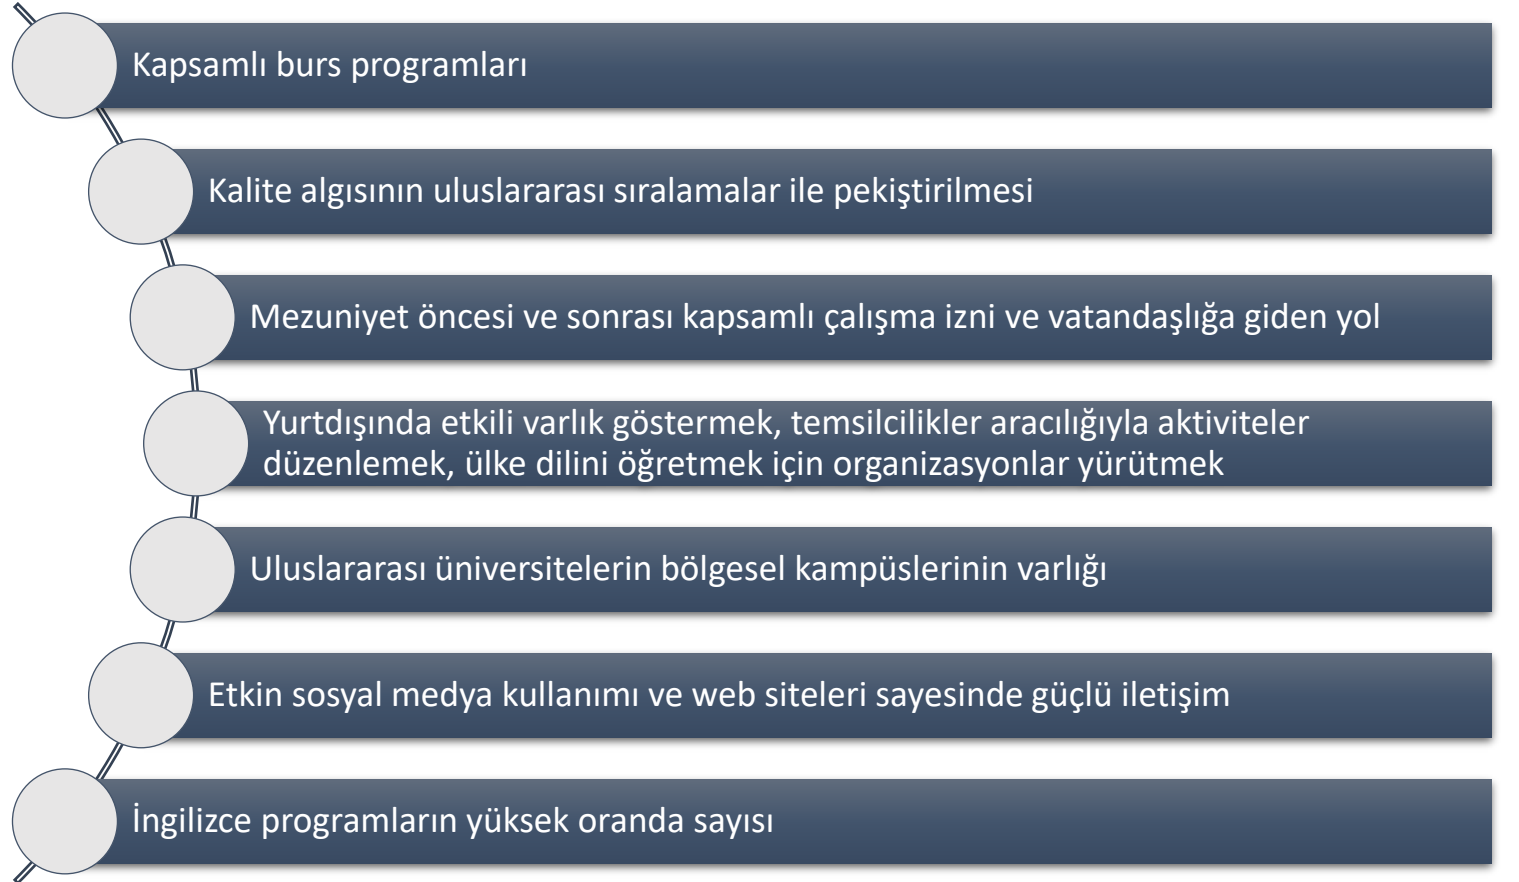 Kapsamlı burs programları
Kalite algısının uluslararası sıralamalar ile pekiştirilmesi
Mezuniyet öncesi ve sonrası kapsamlı çalışma izni ve vatandaşlığa giden yol
Yurtdışında etkili varlık göstermek, temsilcilikler aracılığıyla aktiviteler
düzenlemek, ülke dilini öğretmek için organizasyonlar yürütmek
Uluslararası üniversitelerin bölgesel kampüslerinin varlığı
Etkin sosyal medya kullanımı ve web siteleri sayesinde güçlü iletişim
İngilizce programların yüksek oranda sayısı